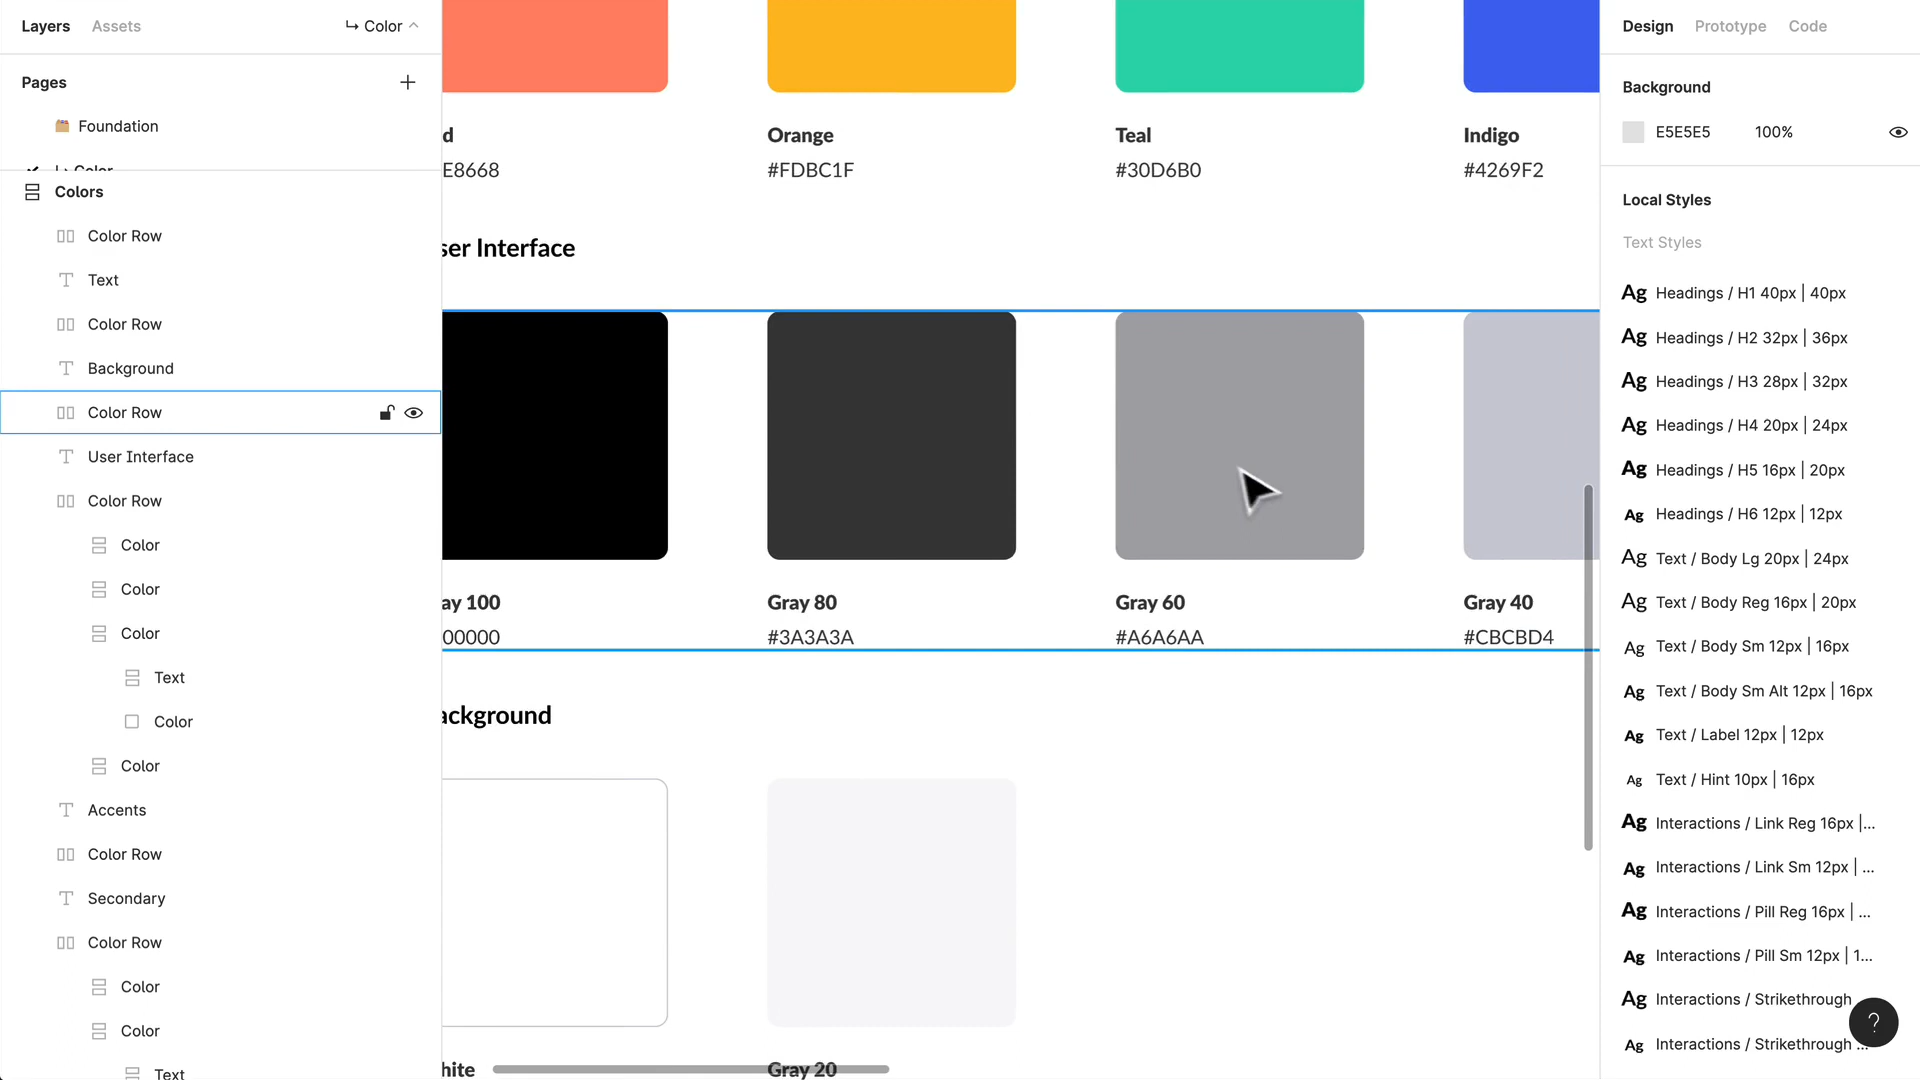 Layers Assets ↳ Color
Pages
Foundation
↳ Color
Colors
Color Row
Text
Color Row
Background
Color Row
User Interface
Color Row
Color
Color
Color
Text
Color
Color
Accents
Color Row
Secondary
Color Row
Color
Color
Text
d
E8668
Orange
#FDBC1F
Teal
#30D6B0
Indigo
#4269F2
ser Interface
ay 100
00000
Gray 80
#3A3A3A
Gray 60
#A6A6AA
Gray 40
#CBCBD4
ackground
hite
Gray 20
Design Prototype Code
Background
E5E5E5 100%
Local Styles
Text Styles
Ag Headings / H1 40px | 40px
Ag Headings / H2 32px | 36px
Ag Headings / H3 28px | 32px
Ag Headings / H4 20px | 24px
Ag Headings / H5 16px | 20px
Ag Headings / H6 12px | 12px
Ag Text / Body Lg 20px | 24px
Ag Text / Body Reg 16px | 20px
Ag Text / Body Sm 12px | 16px
Ag Text / Body Sm Alt 12px | 16px
Ag Text / Label 12px | 12px
Ag Text / Hint 10px | 16px
Ag Interactions / Link Reg 16px |...
Ag Interactions / Link Sm 12px | ...
Ag Interactions / Pill Reg 16px | ...
Ag Interactions / Pill Sm 12px | 1...
Ag Interactions / Strikethrough
Ag Interactions / Strikethrough ...
?